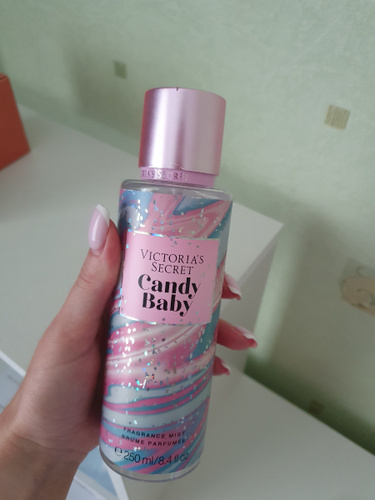 VICTORIA'S
SECRET
Candy
Baby
FRAGRANCE MIST
BRUME PARFUMÉE
250 ml/8.4 fl oz